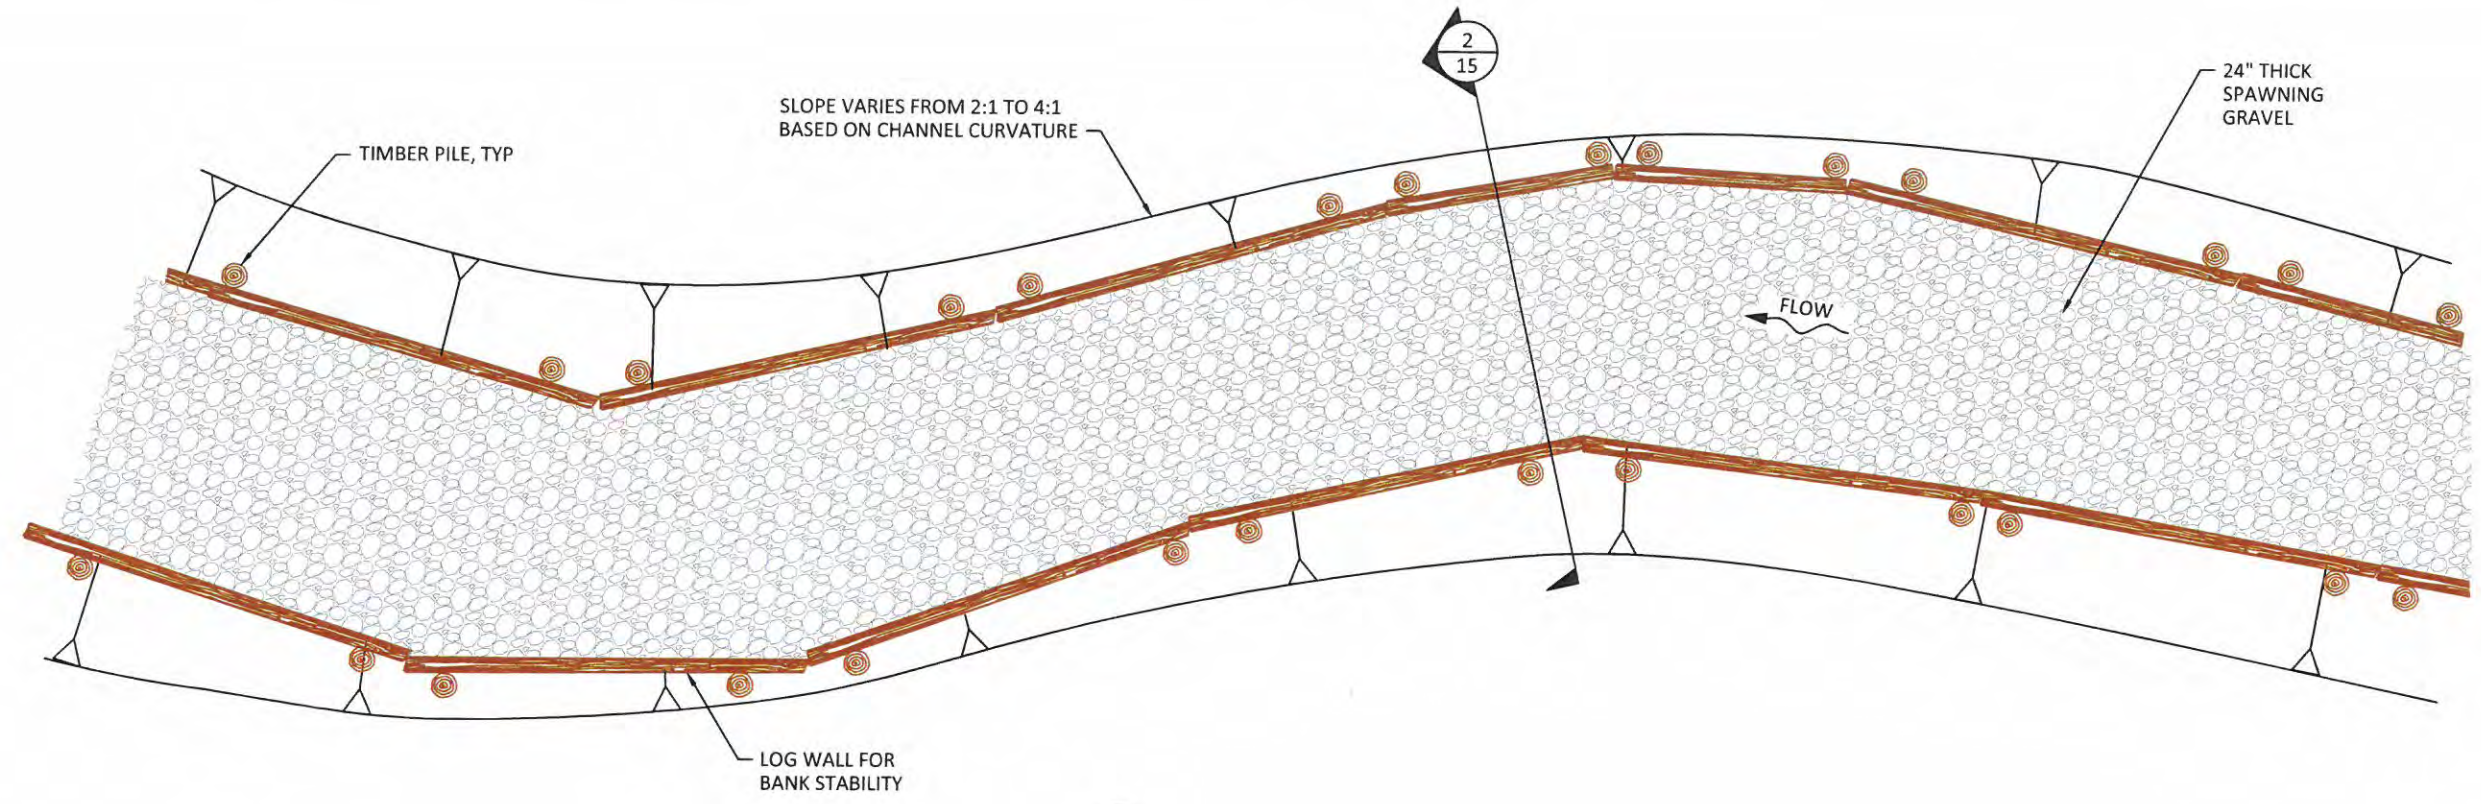 2
15
24" THICK
SPAWNING
GRAVEL
SLOPE VARIES FROM 2:1 TO 4:1
BASED ON CHANNEL CURVATURE
TIMBER PILE, TYP
FLOW
LOG WALL FOR
BANK STABILITY